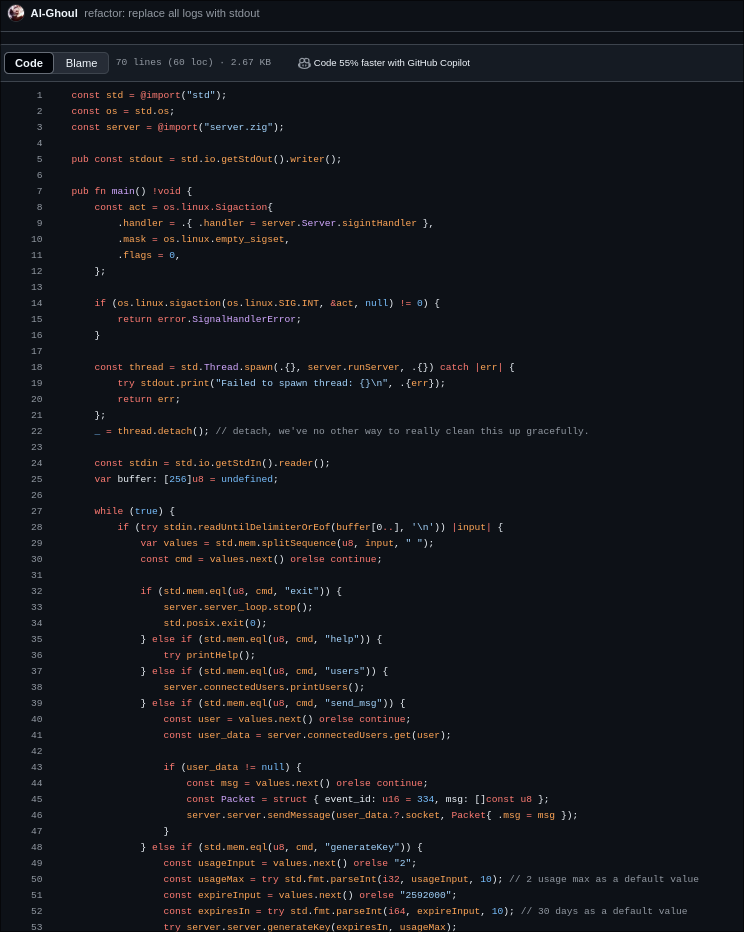 Al-Ghoul refactor: replace all logs with stdout
Code Blame 70 lines (60 loc) · 2.67 KB Code 55% faster with GitHub Copilot
1 const std = @import("std");
2 const os = std.os;
3 const server = @import("server.zig");
4
5 pub const stdout = std.io.getStdOut().writer();
6
7 pub fn main() !void {
8 const act = os.linux.Sigaction{
9 .handler = .{ .handler = server.Server.sigintHandler },
10 .mask = os.linux.empty_sigset,
11 .flags = 0,
12 };
13
14 if (os.linux.sigaction(os.linux.SIG.INT, &act, null) != 0) {
15 return error.SignalHandlerError;
16 }
17
18 const thread = std.Thread.spawn(.{}, server.runServer, .{}) catch |err| {
19 try stdout.print("Failed to spawn thread: {}\n", .{err});
20 return err;
21 };
22 _ = thread.detach(); // detach, we've no other way to really clean this up gracefully.
23
24 const stdin = std.io.getStdIn().reader();
25 var buffer: [256]u8 = undefined;
26
27 while (true) {
28 if (try stdin.readUntilDelimiterOrEof(buffer[0..], '\n')) |input| {
29 var values = std.mem.splitSequence(u8, input, " ");
30 const cmd = values.next() orelse continue;
31
32 if (std.mem.eql(u8, cmd, "exit")) {
33 server.server_loop.stop();
34 std.posix.exit(0);
35 } else if (std.mem.eql(u8, cmd, "help")) {
36 try printHelp();
37 } else if (std.mem.eql(u8, cmd, "users")) {
38 server.connectedUsers.printUsers();
39 } else if (std.mem.eql(u8, cmd, "send_msg")) {
40 const user = values.next() orelse continue;
41 const user_data = server.connectedUsers.get(user);
42
43 if (user_data != null) {
44 const msg = values.next() orelse continue;
45 const Packet = struct { event_id: u16 = 334, msg: []const u8 };
46 server.server.sendMessage(user_data.?.socket, Packet{ .msg = msg });
47 }
48 } else if (std.mem.eql(u8, cmd, "generateKey")) {
49 const usageInput = values.next() orelse "2";
50 const usageMax = try std.fmt.parseInt(i32, usageInput, 10); // 2 usage max as a default value
51 const expireInput = values.next() orelse "2592000";
52 const expiresIn = try std.fmt.parseInt(i64, expireInput, 10); // 30 days as a default value
53 try server.server.generateKey(expiresIn, usageMax);